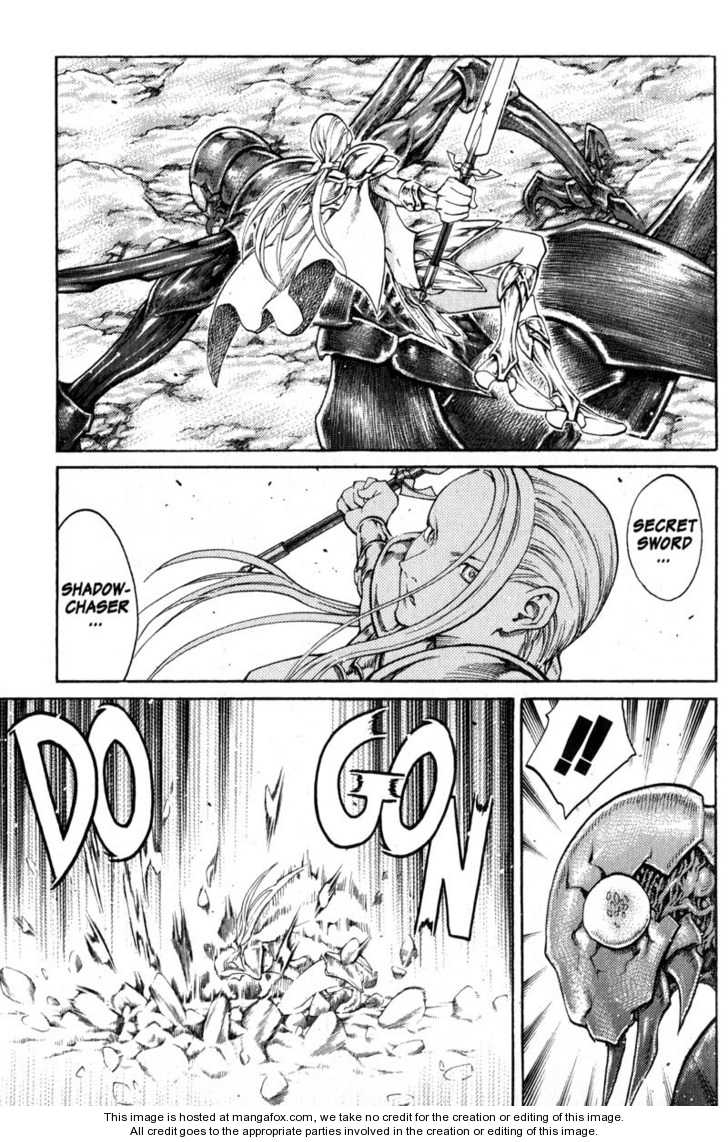 SECRET
SWORD
...
SHADOW-
CHASER
...
!!
DO
GON
This image is hosted at mangafox.com, we take no credit for the creation or editing of this image.
All credit goes to the appropriate parties involved in the creation or editing of this image.